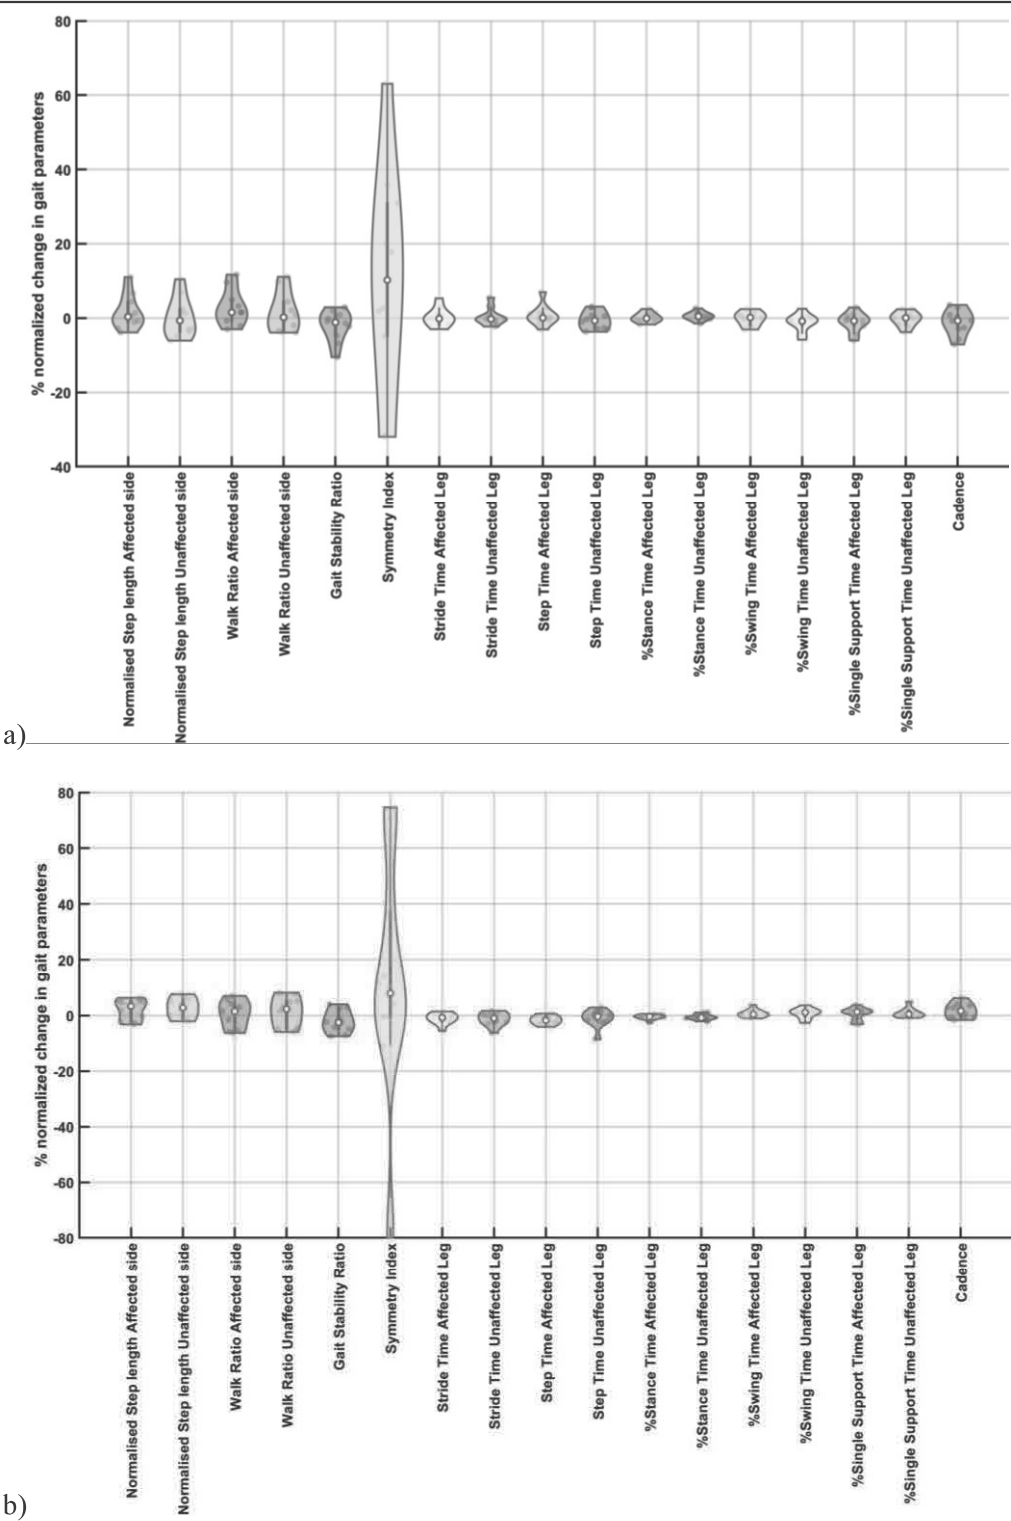 80
60
40
20
0
-20
-40
% normalized change in gait parameters
Normalised Step length Affected side
Normalised Step length Unaffected side
Walk Ratio Affected side
Walk Ratio Unaffected side
Gait Stability Ratio
Symmetry Index
Stride Time Affected Leg
Stride Time Unaffected Leg
Step Time Affected Leg
Step Time Unaffected Leg
%Stance Time Affected Leg
%Stance Time Unaffected Leg
%Swing Time Affected Leg
%Swing Time Unaffected Leg
%Single Support Time Affected Leg
%Single Support Time Unaffected Leg
Cadence
a)
80
60
40
20
0
-20
-40
-60
-80
% normalized change in gait parameters
Normalised Step length Affected side
Normalised Step length Unaffected side
Walk Ratio Affected side
Walk Ratio Unaffected side
Gait Stability Ratio
Symmetry Index
Stride Time Affected Leg
Stride Time Unaffected Leg
Step Time Affected Leg
Step Time Unaffected Leg
%Stance Time Affected Leg
%Stance Time Unaffected Leg
%Swing Time Affected Leg
%Swing Time Unaffected Leg
%Single Support Time Affected Leg
%Single Support Time Unaffected Leg
Cadence
b)